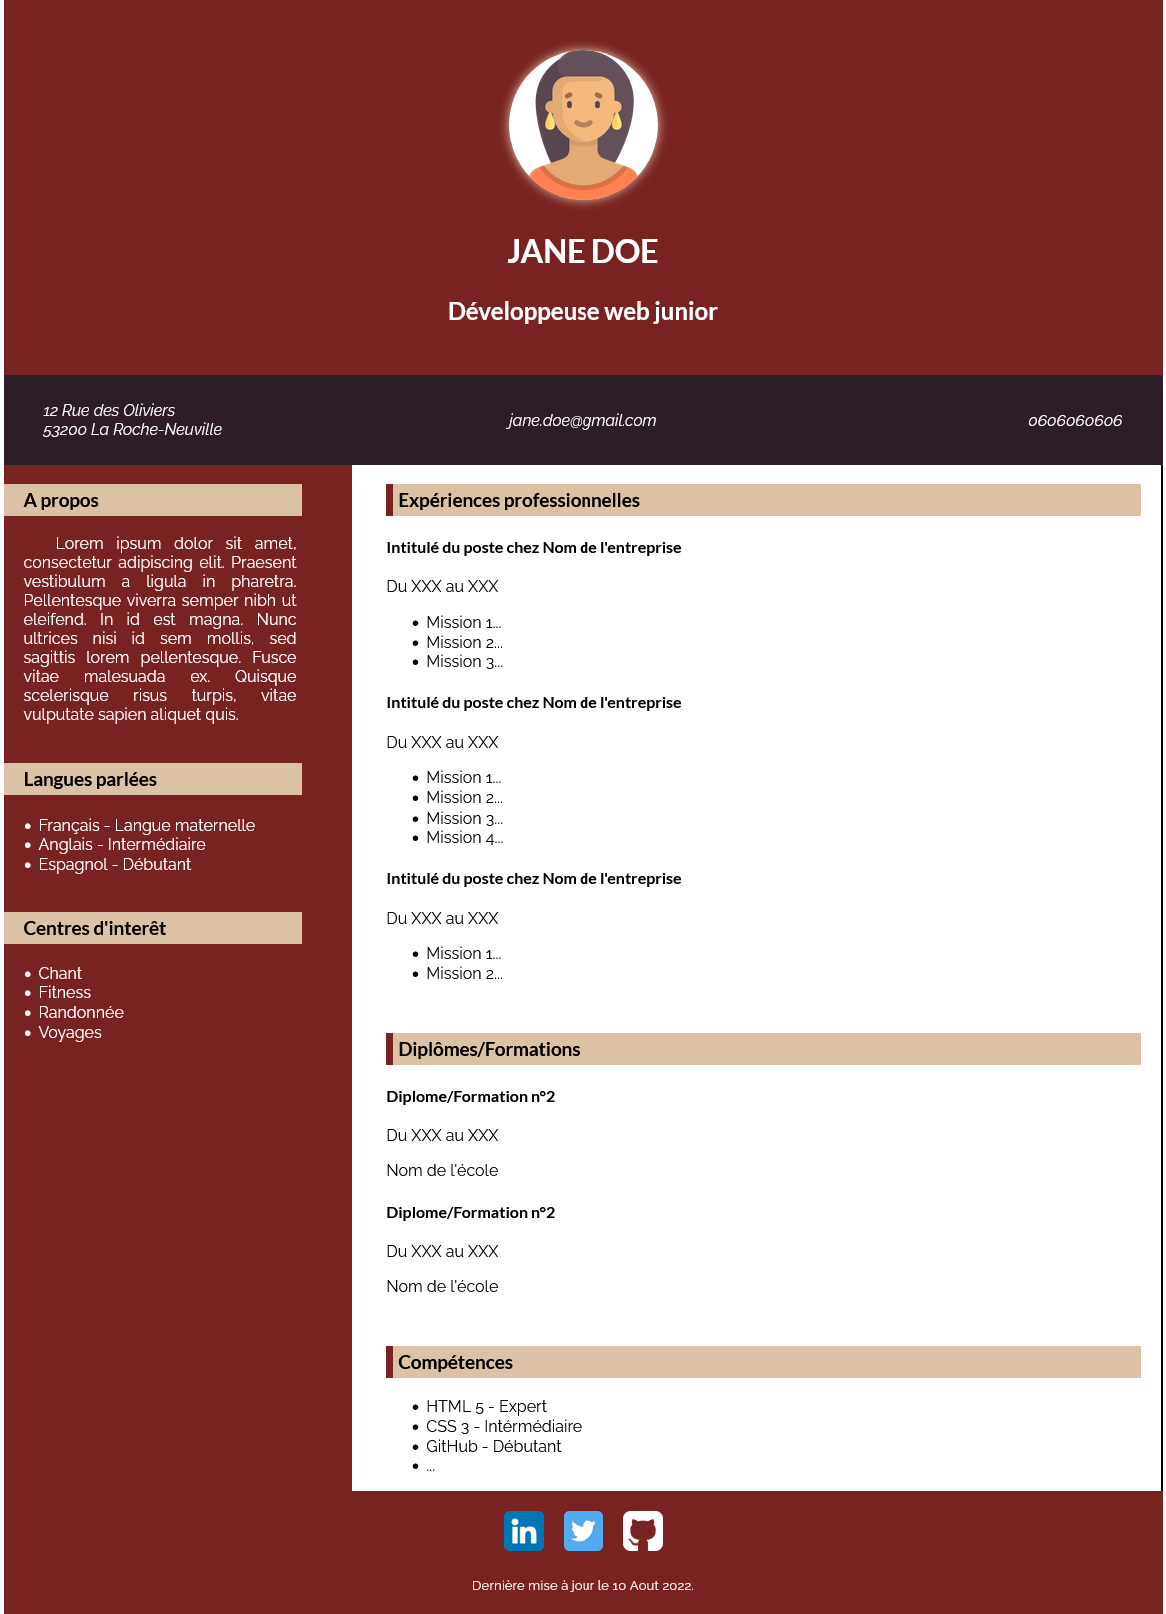 JANE DOE
Développeuse web junior
12 Rue des Oliviers
53200 La Roche-Neuville
jane.doe@gmail.com
0606060606
A propos
Lorem ipsum dolor sit amet,
consectetur adipiscing elit. Praesent
vestibulum a ligula in pharetra.
Pellentesque viverra semper nibh ut
eleifend. In id est magna. Nunc
ultrices nisi id sem mollis, sed
sagittis lorem pellentesque. Fusce
vitae malesuada ex. Quisque
scelerisque risus turpis, vitae
vulputate sapien aliquet quis.
Langues parlées
• Français - Langue maternelle
• Anglais - Intermédiaire
• Espagnol - Débutant
Centres d'interêt
• Chant
• Fitness
• Randonnée
• Voyages
Expériences professionnelles
Intitulé du poste chez Nom de l'entreprise
Du XXX au XXX
• Mission 1...
• Mission 2...
• Mission 3...
Intitulé du poste chez Nom de l'entreprise
Du XXX au XXX
• Mission 1...
• Mission 2...
• Mission 3...
• Mission 4...
Intitulé du poste chez Nom de l'entreprise
Du XXX au XXX
• Mission 1...
• Mission 2...
Diplômes/Formations
Diplome/Formation n°2
Du XXX au XXX
Nom de l'école
Diplome/Formation n°2
Du XXX au XXX
Nom de l'école
Compétences
• HTML 5 - Expert
• CSS 3 - Intérmédiaire
• GitHub - Débutant
• ...
in
Dernière mise à jour le 10 Aout 2022.